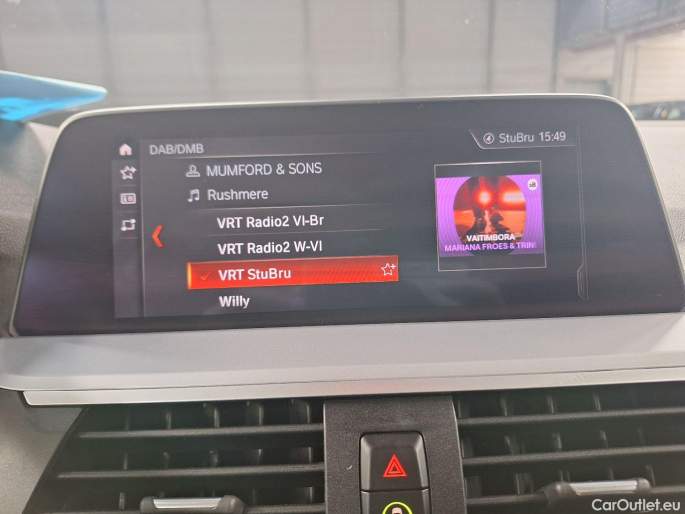 DAB/DMB
StuBru 15:49
MUMFORD & SONS
Rushmere
VRT Radio2 Vl-Br
VRT Radio2 W-Vl
VRT StuBru
Willy
VAITIMBORA
MARIANA FROES & TRIN
CarOutlet.eu